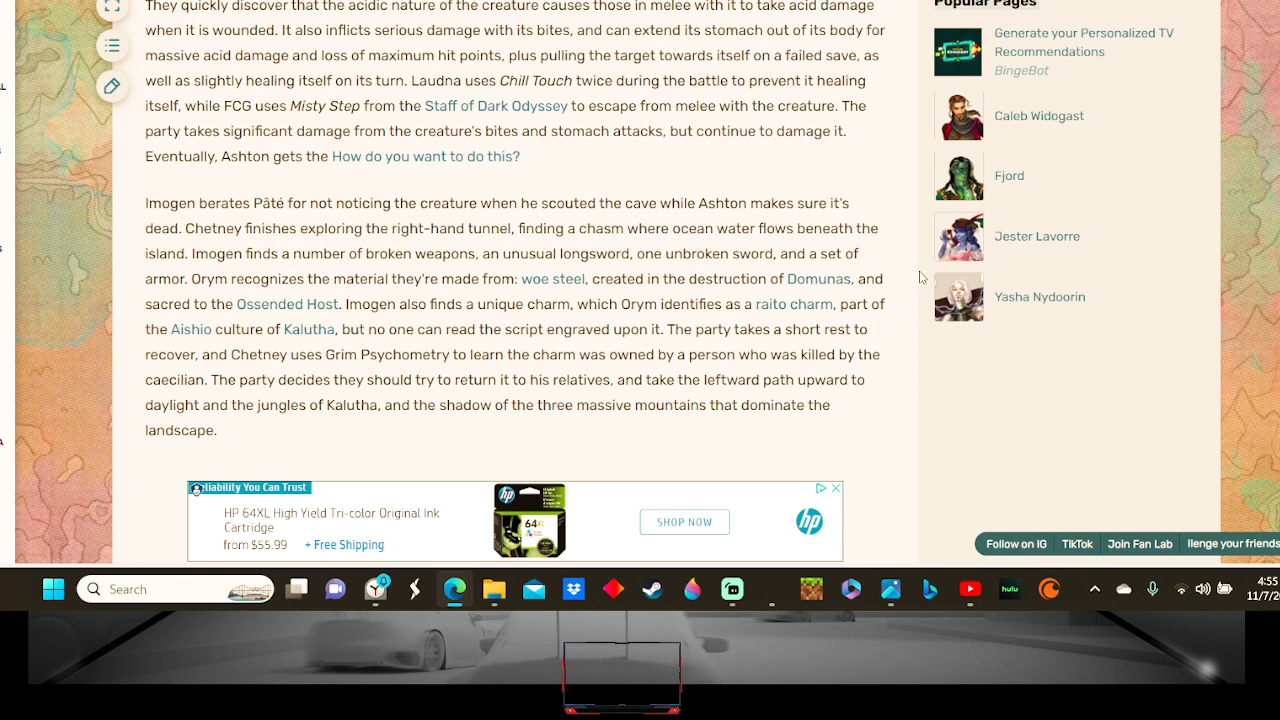 They quickly discover that the acidic nature of the creature causes those in melee with it to take acid damage
when it is wounded. It also inflicts serious damage with its bites, and can extend its stomach out of its body for
massive acid damage and loss of maximum hit points, plus pulling the target towards itself on a failed save, as
well as slightly healing itself on its turn. Laudna uses Chill Touch twice during the battle to prevent it healing
itself, while FCG uses Misty Step from the Staff of Dark Odyssey to escape from melee with the creature. The
party takes significant damage from the creature's bites and stomach attacks, but continue to damage it.
Eventually, Ashton gets the How do you want to do this?
Imogen berates Pâté for not noticing the creature when he scouted the cave while Ashton makes sure it's
dead. Chetney finishes exploring the right-hand tunnel, finding a chasm where ocean water flows beneath the
island. Imogen finds a number of broken weapons, an unusual longsword, one unbroken sword, and a set of
armor. Orym recognizes the material they're made from: woe steel, created in the destruction of Domunas, and
sacred to the Ossended Host. Imogen also finds a unique charm, which Orym identifies as a raito charm, part of
the Aishio culture of Kalutha, but no one can read the script engraved upon it. The party takes a short rest to
recover, and Chetney uses Grim Psychometry to learn the charm was owned by a person who was killed by the
caecilian. The party decides they should try to return it to his relatives, and take the leftward path upward to
daylight and the jungles of Kalutha, and the shadow of the three massive mountains that dominate the
landscape.
Popular Pages
Generate your Personalized TV
Recommendations
BingeBot
Caleb Widogast
Fjord
Jester Lavorre
Yasha Nydoorin
eliability You Can Trust
HP 64XL High Yield Tri-color Original Ink
Cartridge
from $55.99 + Free Shipping
hp
64XL
SHOP NOW
hp
Follow on IG TikTok Join Fan Lab llenge your friends
Search
4
hulu
4:55
11/7/2